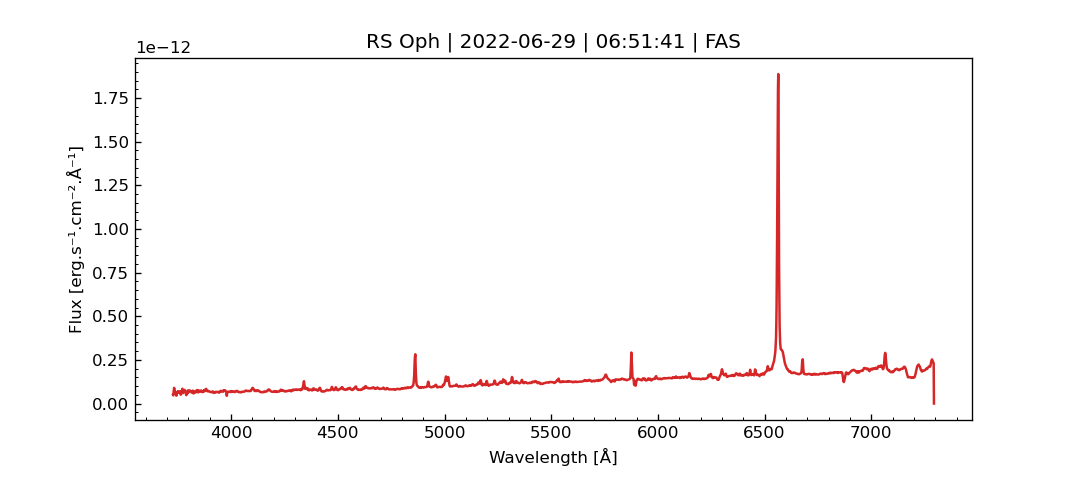 RS Oph | 2022-06-29 | 06:51:41 | FAS
1e−12
1.75
1.50
1.25
1.00
0.75
0.50
0.25
0.00
Flux [erg.s⁻¹.cm⁻².Å⁻¹]
4000 4500 5000 5500 6000 6500 7000
Wavelength [Å]